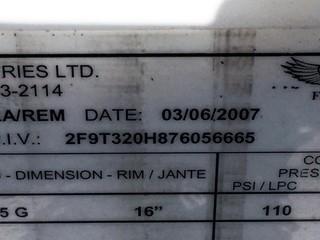 RIES LTD.
3-2114
A/REM DATE: 03/06/2007
.I.V.: 2F9T320H876056665
- DIMENSION - RIM / JANTE
PSI / LPC
5 G 16" 110